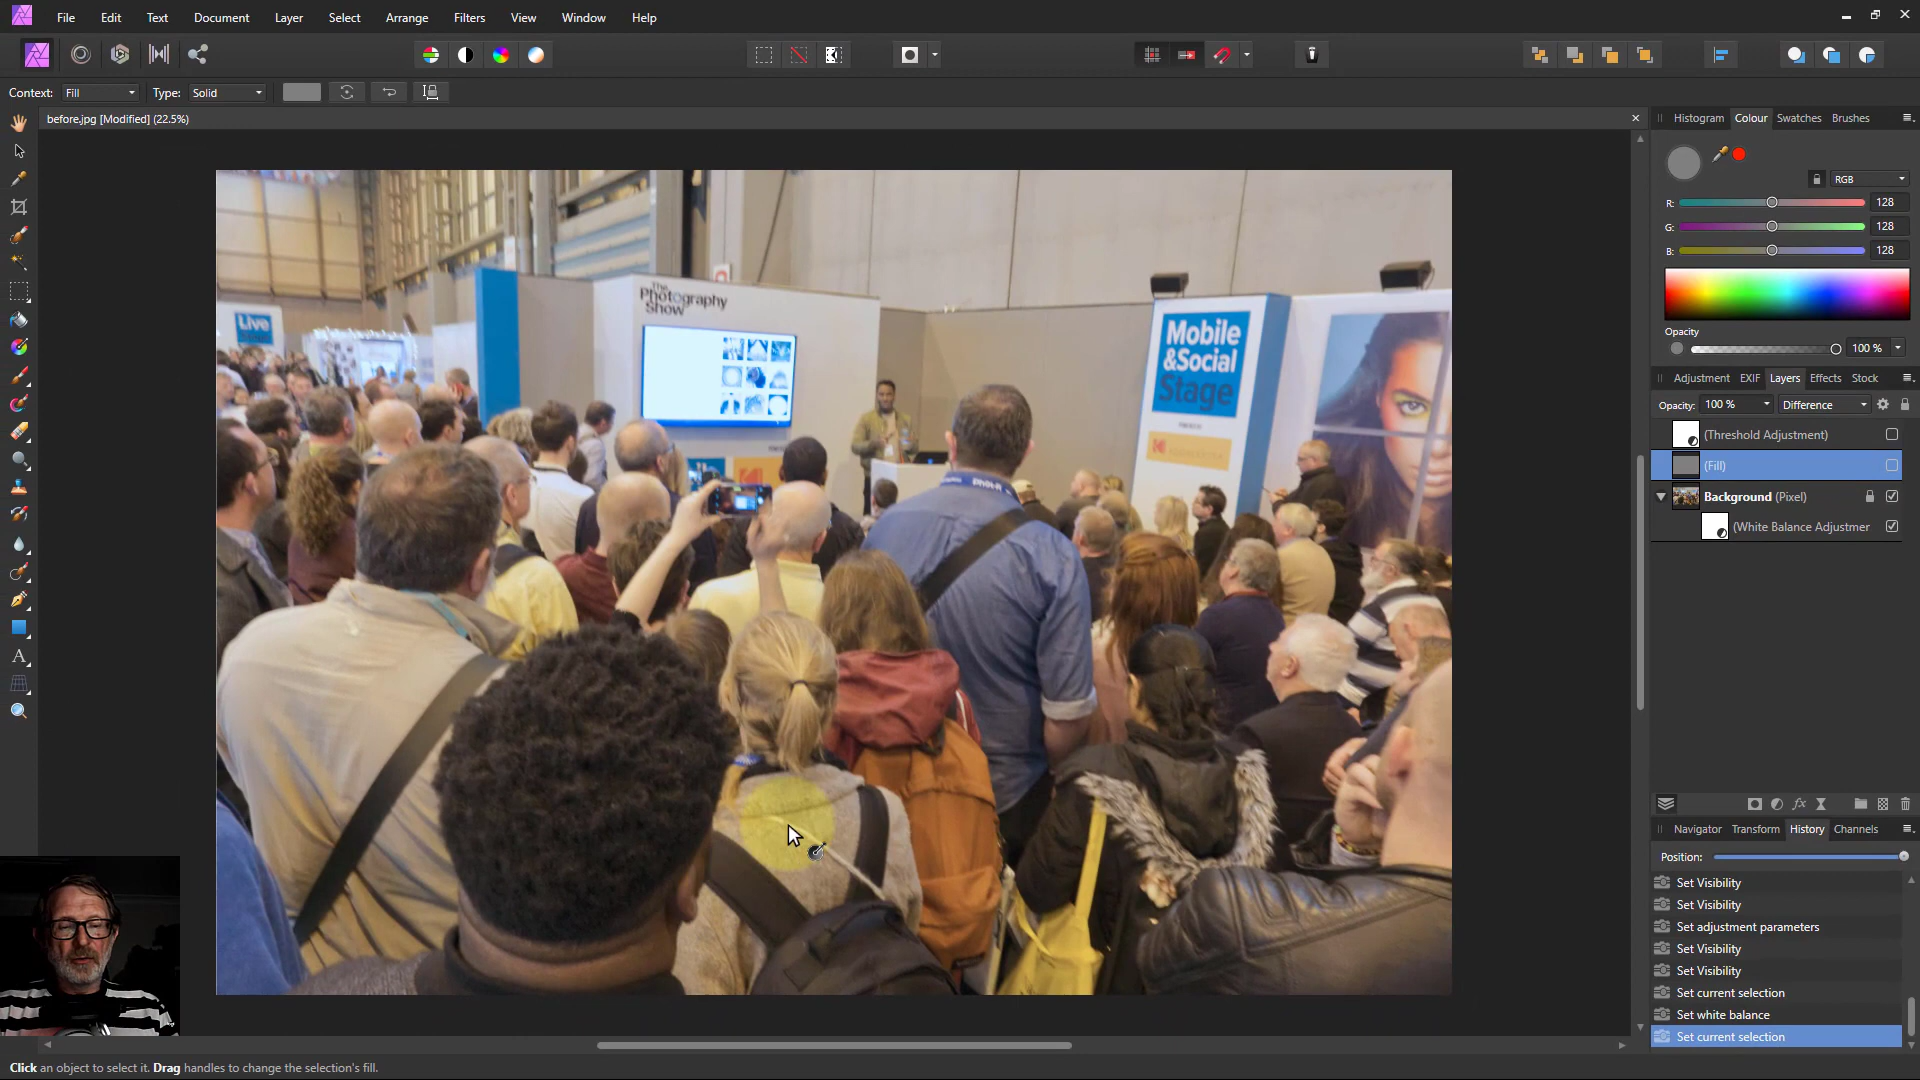 File Edit Text Document Layer Select Arrange Filters View Window Help
Context: Fill Type: Solid
before.jpg [Modified] (22.5%)
Histogram Colour Swatches Brushes
RGB
R: 128
G: 128
B: 128
Opacity
100 %
Adjustment EXIF Layers Effects Stock
Opacity: 100 % Difference
(Threshold Adjustment)
(Fill)
Background (Pixel)
(White Balance Adjustmer
Navigator Transform History Channels
Position:
Set Visibility
Set Visibility
Set adjustment parameters
Set Visibility
Set Visibility
Set current selection
Set white balance
Set current selection
The
Photography
Show
Live
Mobile
&Social
Stage
Click an object to select it. Drag handles to change the selection's fill.